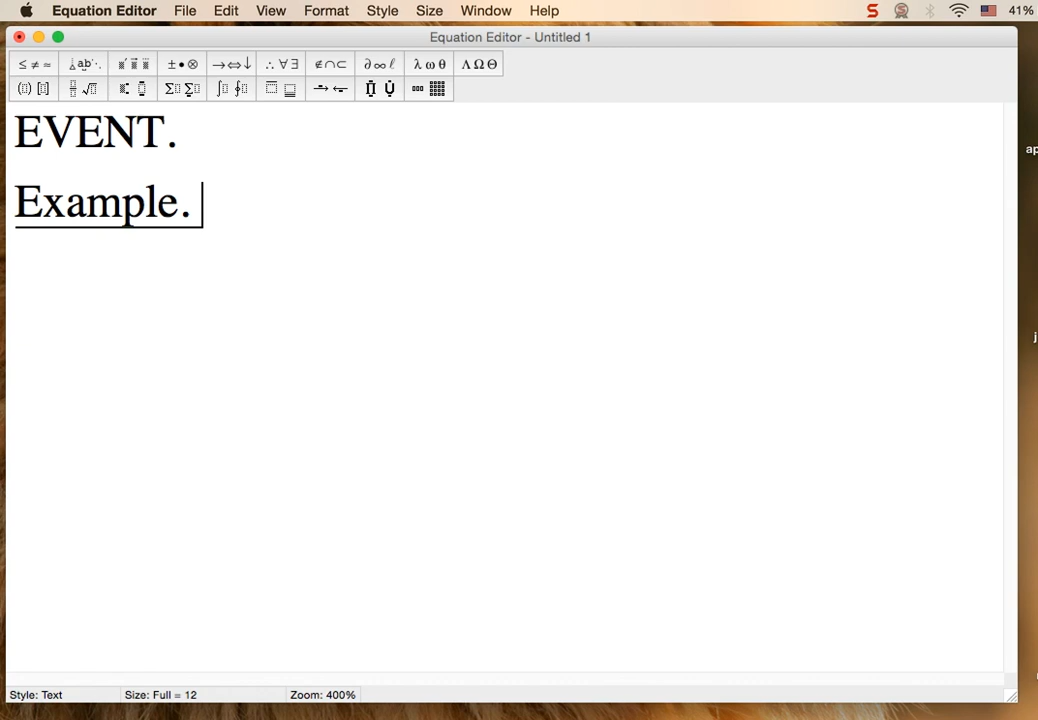 Equation Editor File Edit View Format Style Size Window Help 41%
Equation Editor - Untitled 1
≤ ≠ ≈ ± • ⊗ → ⇔ ↓ ∴ ∀ ∃ ∉ ∩ ⊂ ∂ ∞ ℓ λ ω θ Λ Ω Θ
EVENT.
Example.
Style: Text Size: Full = 12 Zoom: 400%